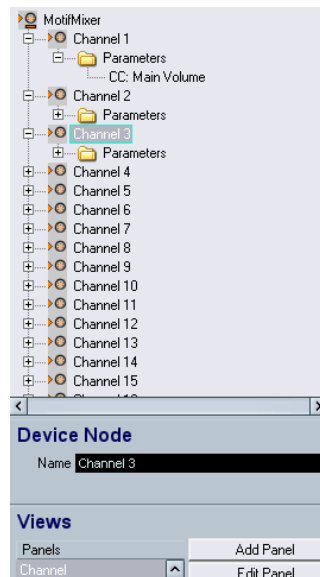 MotifMixer
Channel 1
Parameters
CC: Main Volume
Channel 2
Parameters
Channel 3
Parameters
Channel 4
Channel 5
Channel 6
Channel 7
Channel 8
Channel 9
Channel 10
Channel 11
Channel 12
Channel 13
Channel 14
Channel 15
Device Node
Name Channel 3
Views
Panels Add Panel
Channel Edit Panel